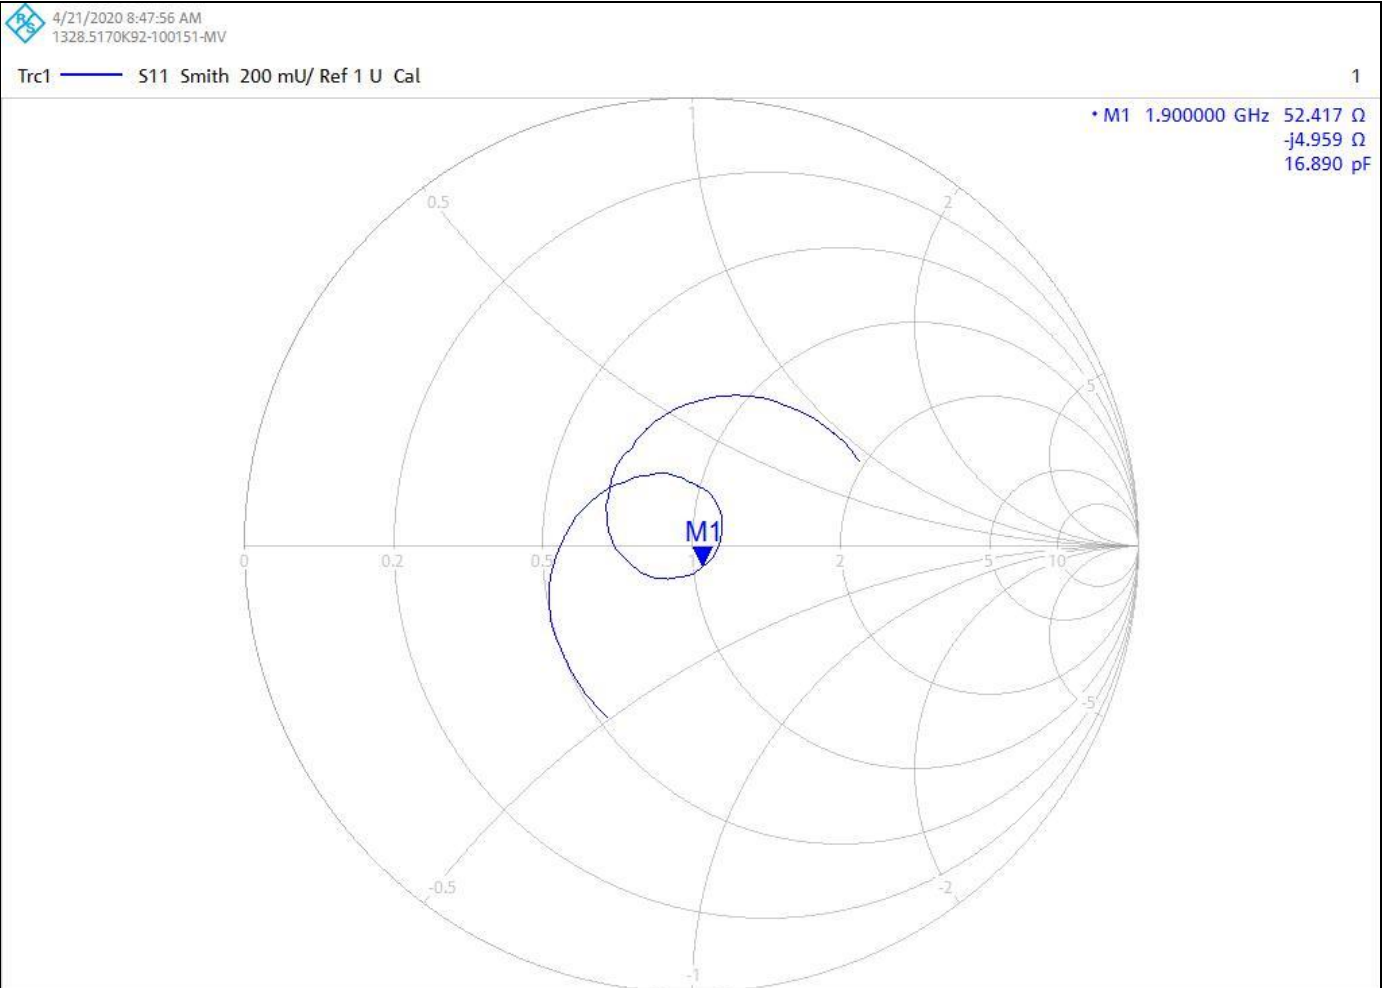 R S
4/21/2020 8:47:56 AM
1328.5170K92-100151-MV
Trc1 S11 Smith 200 mU/ Ref 1 U Cal 1
• M1 1.900000 GHz 52.417 Ω
-j4.959 Ω
16.890 pF
1
0.5 2
5
M1
0 0.2 0.5 1 2 5 10
-5
-0.5 -2
-1